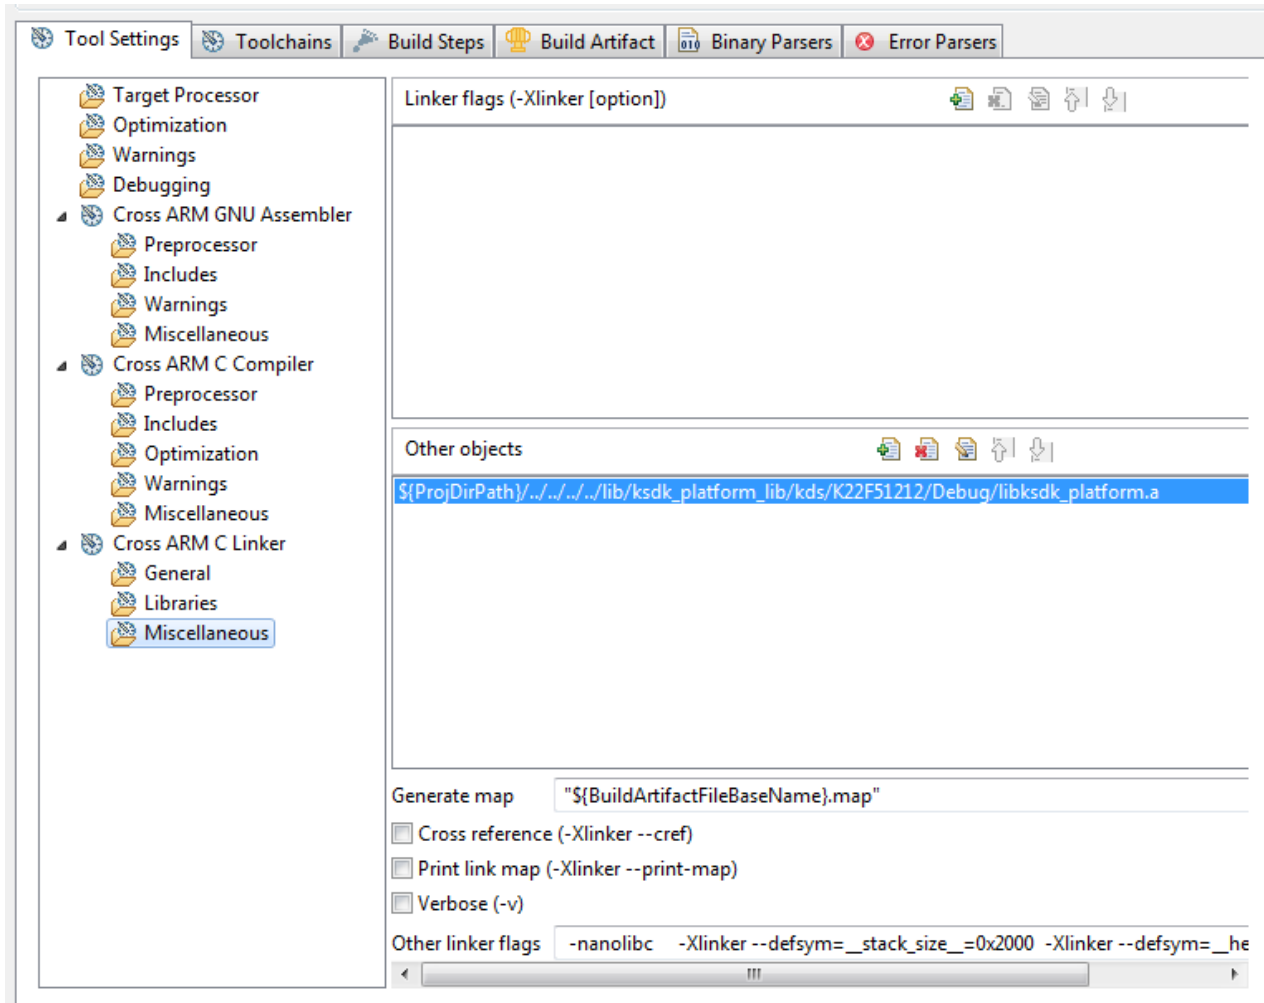 Tool Settings Toolchains Build Steps Build Artifact Binary Parsers Error Parsers
Target Processor
Optimization
Warnings
Debugging
Cross ARM GNU Assembler
Preprocessor
Includes
Warnings
Miscellaneous
Cross ARM C Compiler
Preprocessor
Includes
Optimization
Warnings
Miscellaneous
Cross ARM C Linker
General
Libraries
Miscellaneous
Linker flags (-Xlinker [option])
Other objects
${ProjDirPath}/../../../../lib/ksdk_platform_lib/kds/K22F51212/Debug/libksdk_platform.a
Generate map "${BuildArtifactFileBaseName}.map"
Cross reference (-Xlinker --cref)
Print link map (-Xlinker --print-map)
Verbose (-v)
Other linker flags -nanolibc -Xlinker --defsym=__stack_size__=0x2000 -Xlinker --defsym=__he